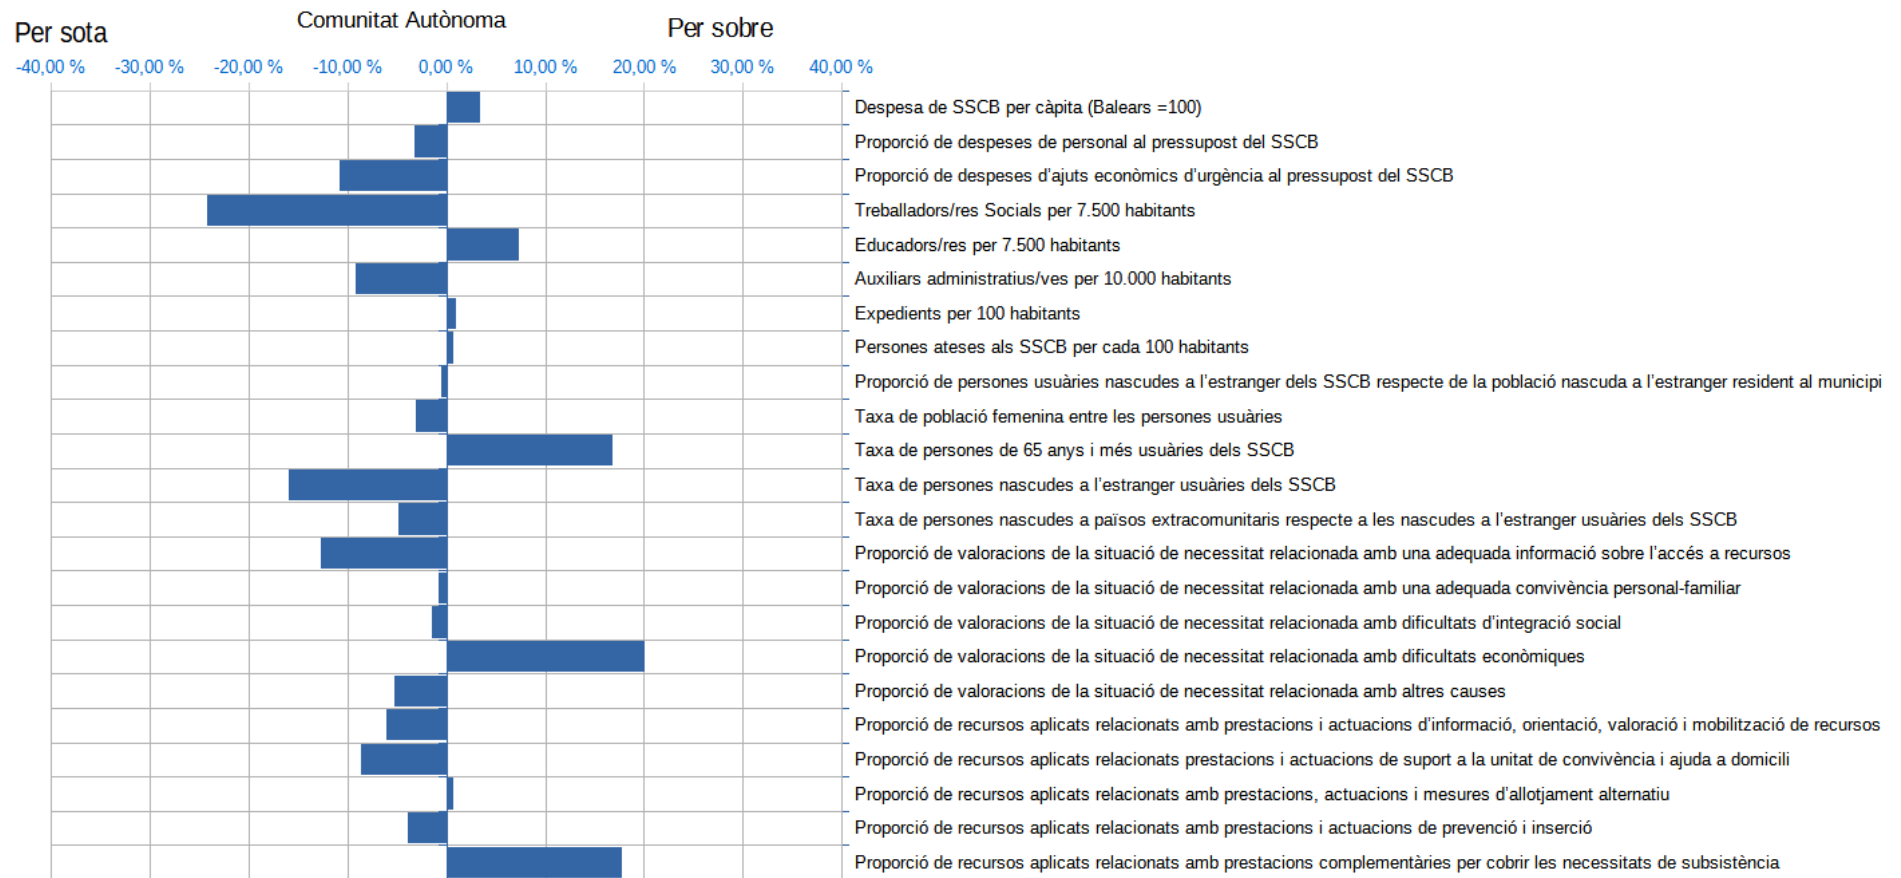 Per sota
Comunitat Autònoma
Per sobre
-40,00 % -30,00 % -20,00 % -10,00 % 0,00 % 10,00 % 20,00 % 30,00 % 40,00 %
Despesa de SSCB per càpita (Balears =100)
Proporció de despeses de personal al pressupost del SSCB
Proporció de despeses d’ajuts econòmics d’urgència al pressupost del SSCB
Treballadors/res Socials per 7.500 habitants
Educadors/res per 7.500 habitants
Auxiliars administratius/ves per 10.000 habitants
Expedients per 100 habitants
Persones ateses als SSCB per cada 100 habitants
Proporció de persones usuàries nascudes a l’estranger dels SSCB respecte de la població nascuda a l’estranger resident al municipi
Taxa de població femenina entre les persones usuàries
Taxa de persones de 65 anys i més usuàries dels SSCB
Taxa de persones nascudes a l’estranger usuàries dels SSCB
Taxa de persones nascudes a països extracomunitaris respecte a les nascudes a l’estranger usuàries dels SSCB
Proporció de valoracions de la situació de necessitat relacionada amb una adequada informació sobre l’accés a recursos
Proporció de valoracions de la situació de necessitat relacionada amb una adequada convivència personal-familiar
Proporció de valoracions de la situació de necessitat relacionada amb dificultats d’integració social
Proporció de valoracions de la situació de necessitat relacionada amb dificultats econòmiques
Proporció de valoracions de la situació de necessitat relacionada amb altres causes
Proporció de recursos aplicats relacionats amb prestacions i actuacions d’informació, orientació, valoració i mobilització de recursos
Proporció de recursos aplicats relacionats prestacions i actuacions de suport a la unitat de convivència i ajuda a domicili
Proporció de recursos aplicats relacionats amb prestacions, actuacions i mesures d’allotjament alternatiu
Proporció de recursos aplicats relacionats amb prestacions i actuacions de prevenció i inserció
Proporció de recursos aplicats relacionats amb prestacions complementàries per cobrir les necessitats de subsistència